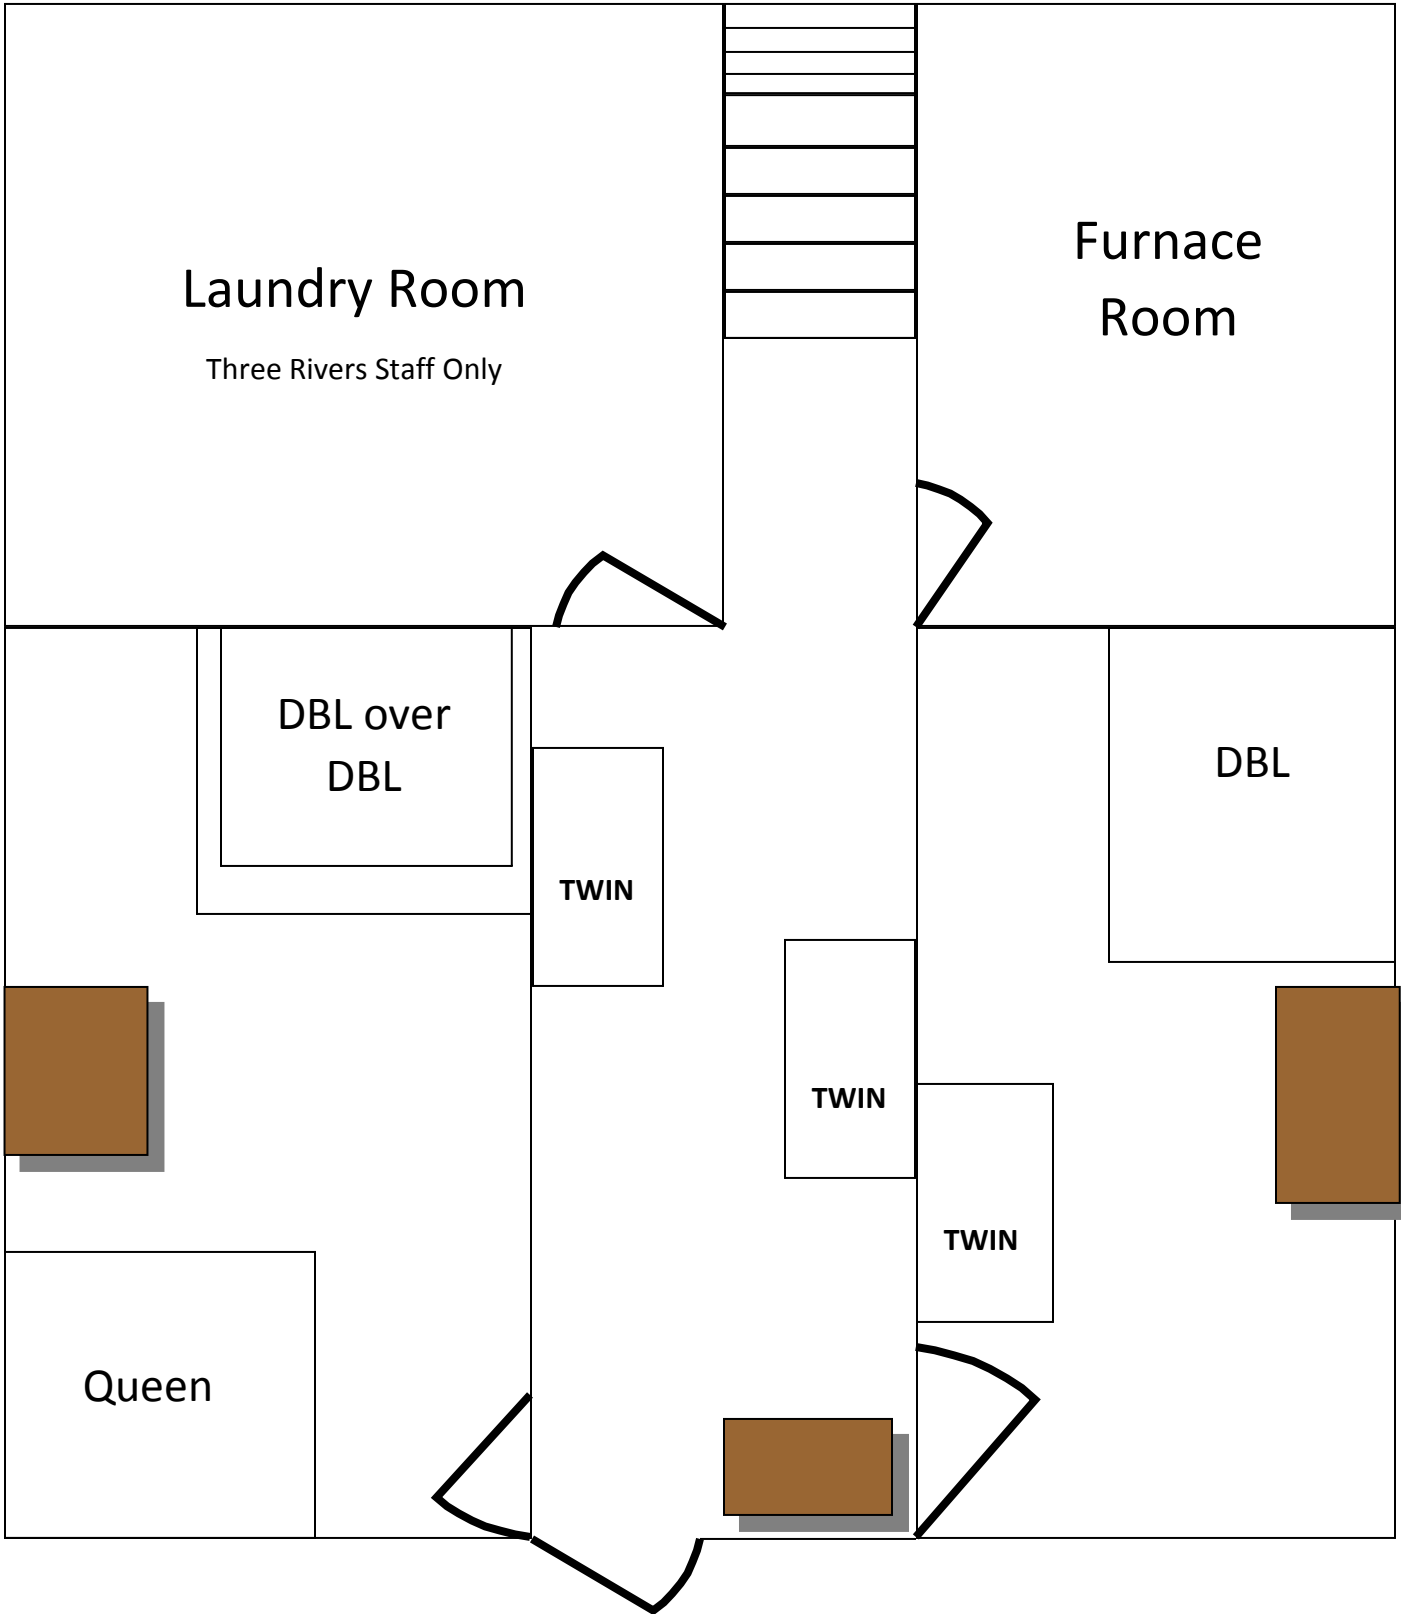 Furnace
Room
Laundry Room
Three Rivers Staff Only
DBL over
DBL
DBL
TWIN
TWIN
TWIN
Queen